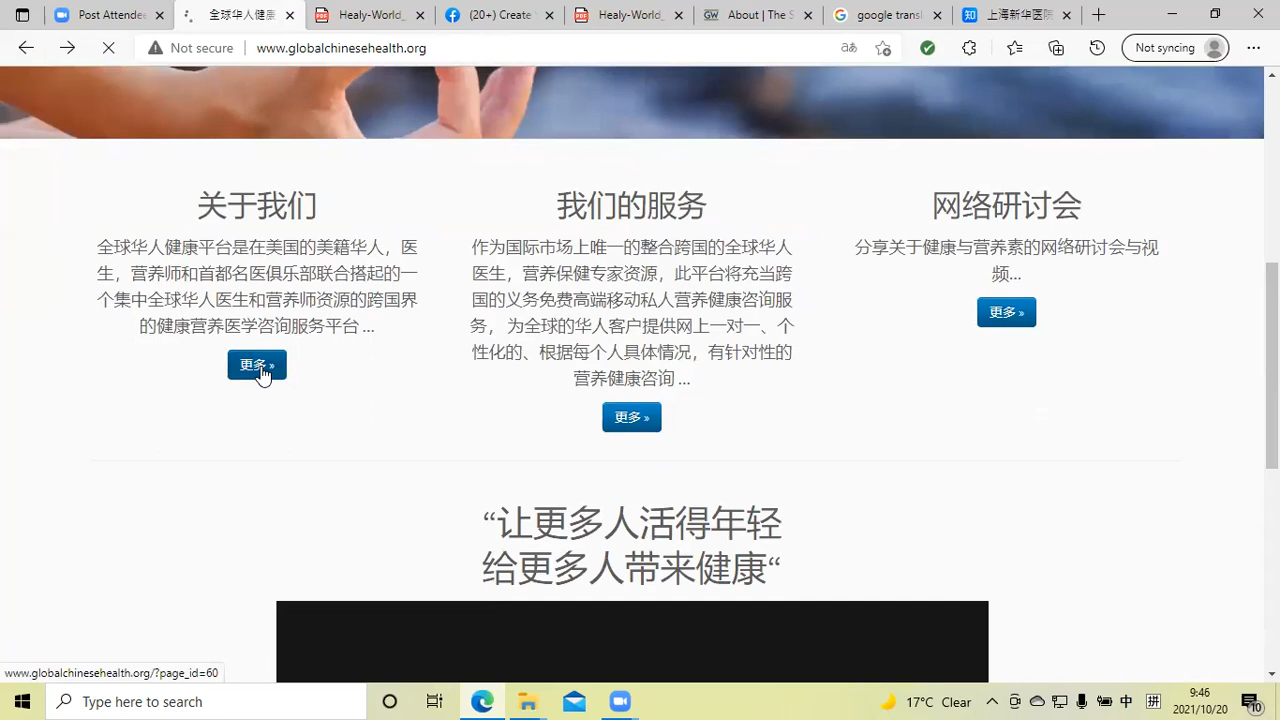 Post Attende
全球华人健康
Healy-World_
(20+) Create
Healy-World_
About | The S
google transl
上海新华医院
Not secure
www.globalchinesehealth.org
Not syncing
关于我们
全球华人健康平台是在美国的美籍华人，医
生，营养师和首都名医俱乐部联合搭起的一
个集中全球华人医生和营养师资源的跨国界
的健康营养医学咨询服务平台 ...
更多 »
我们的服务
作为国际市场上唯一的整合跨国的全球华人
医生，营养保健专家资源，此平台将充当跨
国的义务免费高端移动私人营养健康咨询服
务， 为全球的华人客户提供网上一对一、个
性化的、根据每个人具体情况，有针对性的
营养健康咨询 ...
更多 »
网络研讨会
分享关于健康与营养素的网络研讨会与视
频...
更多 »
“让更多人活得年轻
给更多人带来健康“
www.globalchinesehealth.org/?page_id=60
Type here to search
17°C Clear
中
拼
9:46
2021/10/20
10